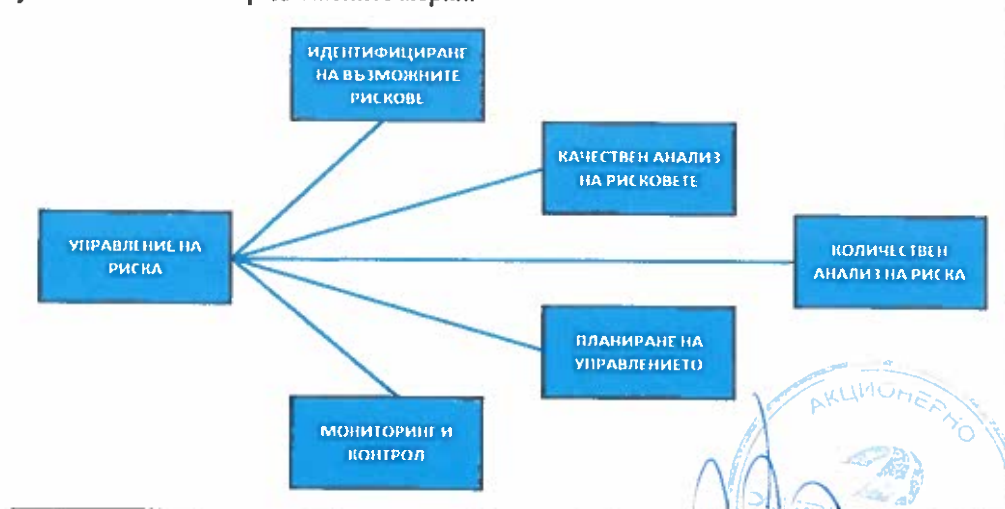 ИДЕНТИФИЦИРАНЕ
НА ВЪЗМОЖНИТЕ
РИСКОВЕ
КАЧЕСТВЕН АНАЛИЗ
НА РИСКОВЕТЕ
УПРАВЛЕНИЕ НА
РИСКА
КОЛИЧЕСТВЕН
АНАЛИЗ НА РИСКА
ПЛАНИРАНЕ НА
УПРАВЛЕНИЕТО
МОНИТОРИНГ И
КОНТРОЛ
АКЦИОНЕРНО